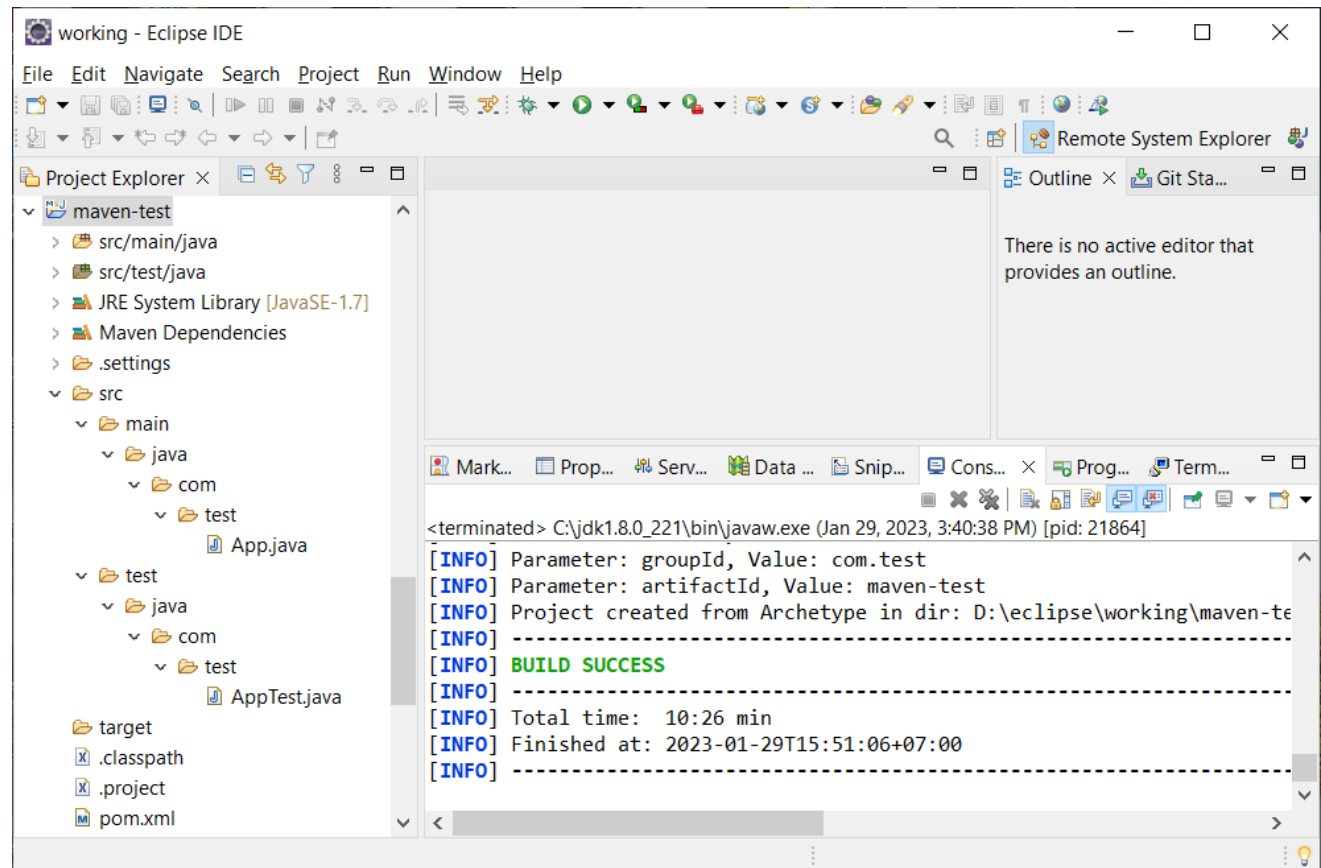 working - Eclipse IDE
File Edit Navigate Search Project Run Window Help
Remote System Explorer
Project Explorer
maven-test
src/main/java
src/test/java
JRE System Library [JavaSE-1.7]
Maven Dependencies
.settings
src
main
java
com
test
App.java
test
java
com
test
AppTest.java
target
.classpath
.project
pom.xml
Outline Git Sta...
There is no active editor that
provides an outline.
Mark... Prop... Serv... Data ... Snip... Cons... Prog... Term...
<terminated> C:\jdk1.8.0_221\bin\javaw.exe (Jan 29, 2023, 3:40:38 PM) [pid: 21864]
[INFO] Parameter: groupId, Value: com.test
[INFO] Parameter: artifactId, Value: maven-test
[INFO] Project created from Archetype in dir: D:\eclipse\working\maven-te
[INFO] ------------------------------------------------------------------
[INFO] BUILD SUCCESS
[INFO] ------------------------------------------------------------------
[INFO] Total time:  10:26 min
[INFO] Finished at: 2023-01-29T15:51:06+07:00
[INFO] ------------------------------------------------------------------